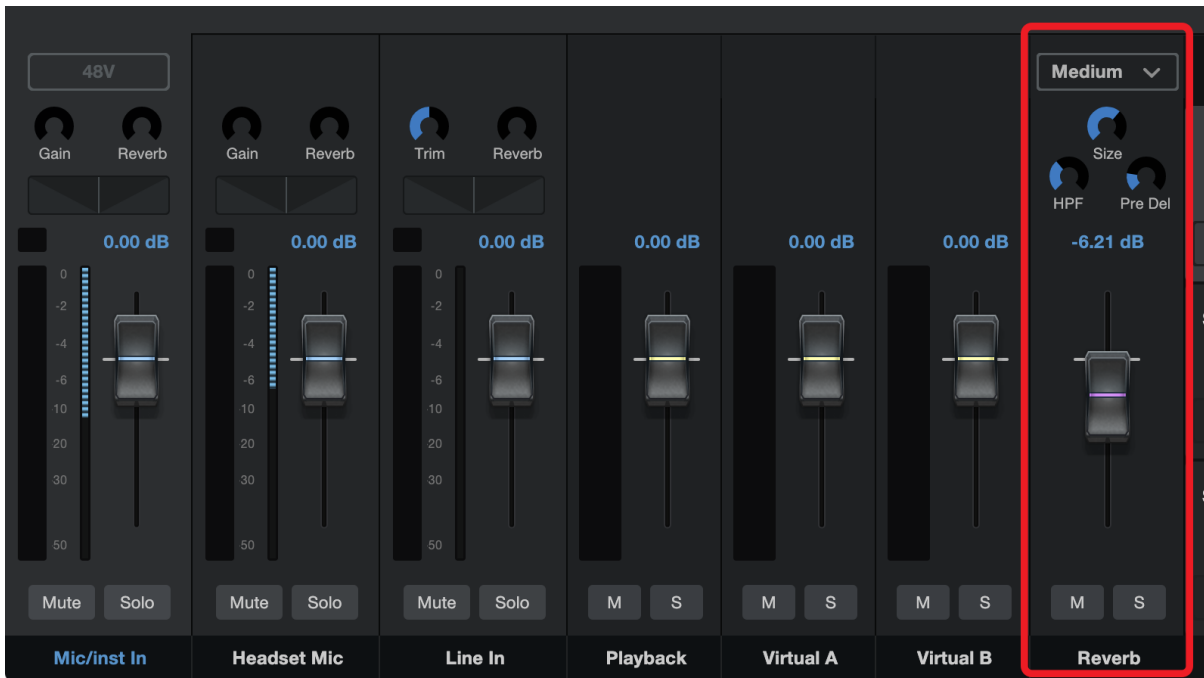 48V
Medium
Gain Reverb
Gain Reverb
Trim Reverb
Size
HPF Pre Del
0.00 dB 0.00 dB 0.00 dB 0.00 dB 0.00 dB 0.00 dB -6.21 dB
0 0 0
-2 -2 -2
-4 -4 -4
-6 -6 -6
10 10 10
20 20 20
30 30 30
50 50 50
Mute Solo Mute Solo Mute Solo M S M S M S M S
Mic/inst In Headset Mic Line In Playback Virtual A Virtual B Reverb